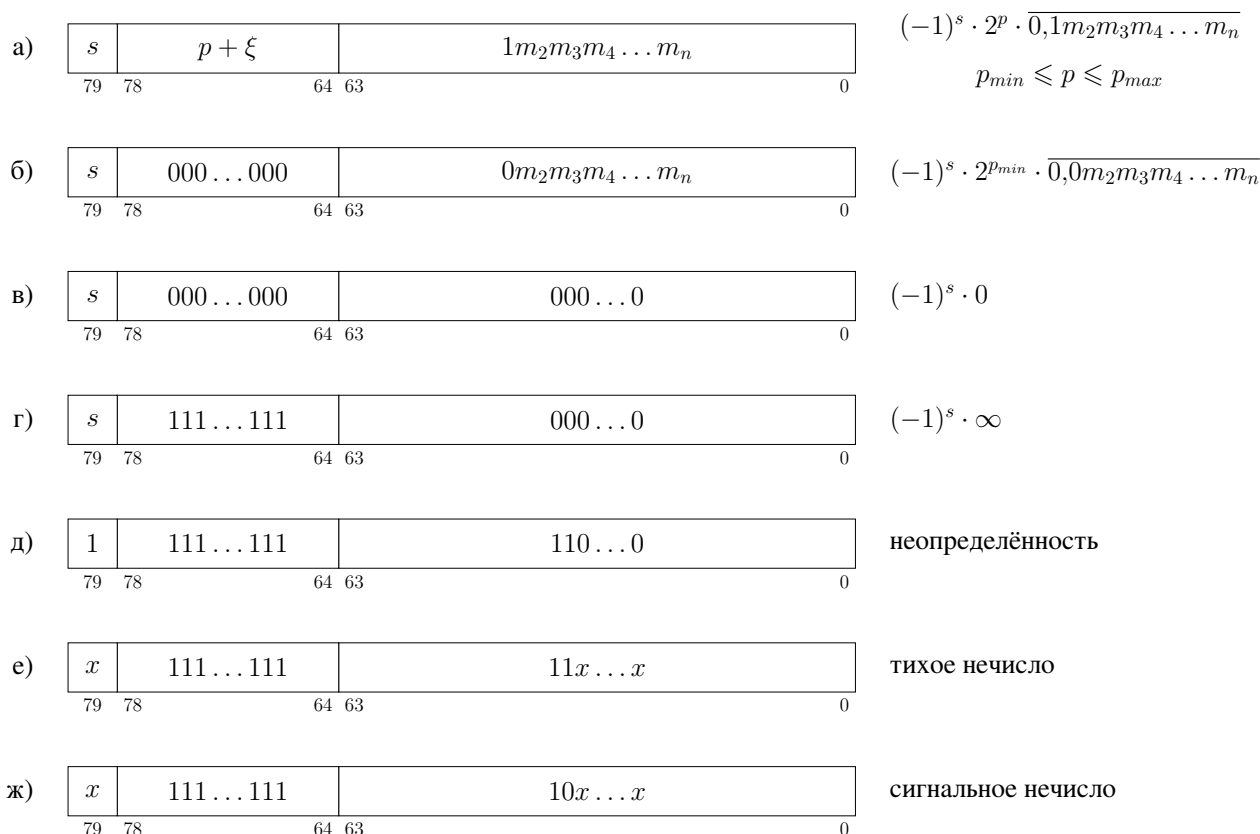 а) s p + ξ 1m₂m₃m₄ … mₙ (−1)ˢ · 2ᵖ · 0,1m₂m₃m₄ … mₙ
79 78 64 63 0 p_min ⩽ p ⩽ p_max
б) s 000 … 000 0m₂m₃m₄ … mₙ (−1)ˢ · 2^{p_min} · 0,0m₂m₃m₄ … mₙ
79 78 64 63 0
в) s 000 … 000 000 … 0 (−1)ˢ · 0
79 78 64 63 0
г) s 111 … 111 000 … 0 (−1)ˢ · ∞
79 78 64 63 0
д) 1 111 … 111 110 … 0 неопределённость
79 78 64 63 0
е) x 111 … 111 11x … x тихое нечисло
79 78 64 63 0
ж) x 111 … 111 10x … x сигнальное нечисло
79 78 64 63 0